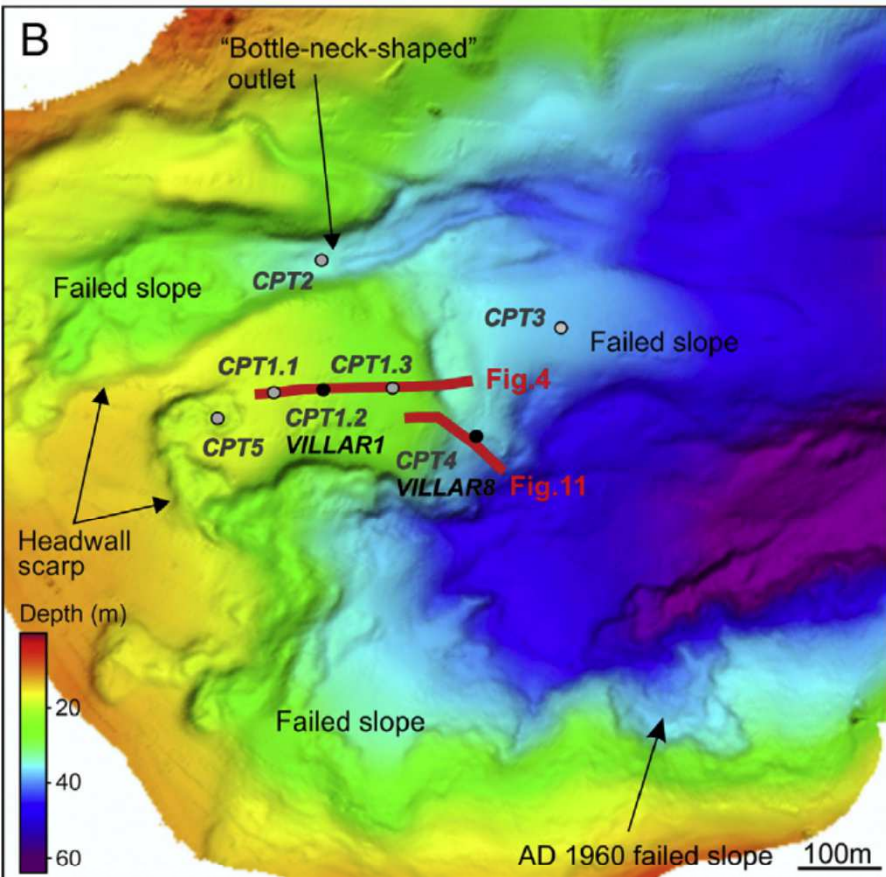 B
"Bottle-neck-shaped"
outlet
CPT2
Failed slope
CPT3
Failed slope
CPT1.1
CPT1.3
Fig.4
CPT5
CPT1.2
VILLAR1
CPT4
VILLAR8
Fig.11
Headwall
scarp
Depth (m)
20
40
60
Failed slope
AD 1960 failed slope
100m